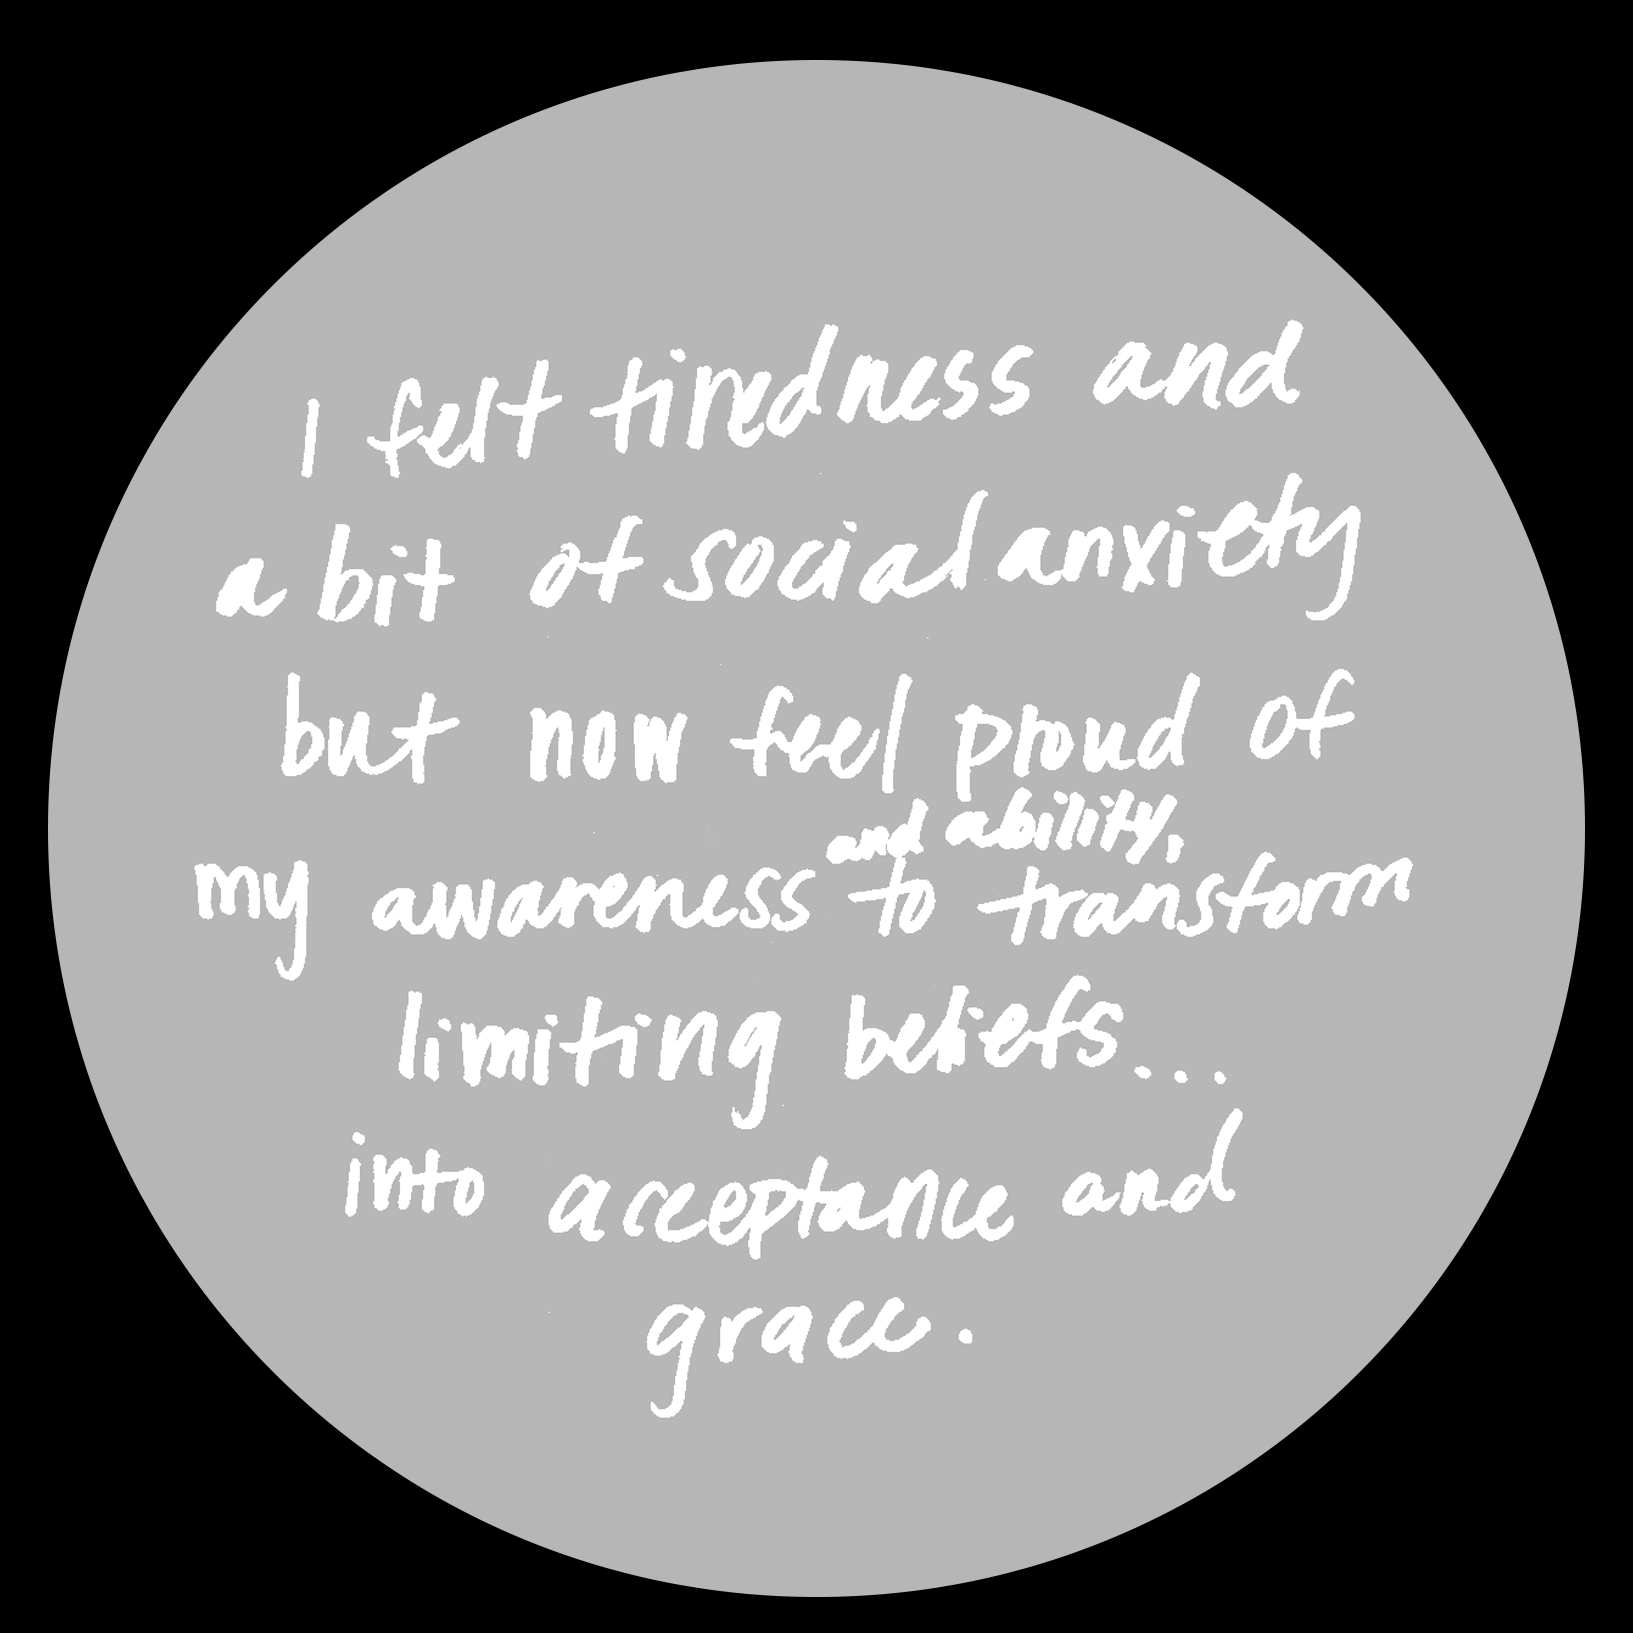 I felt tiredness and
a bit of social anxiety
but now feel proud of
and ability,
my awareness to transform
limiting beliefs...
into acceptance and
grace.